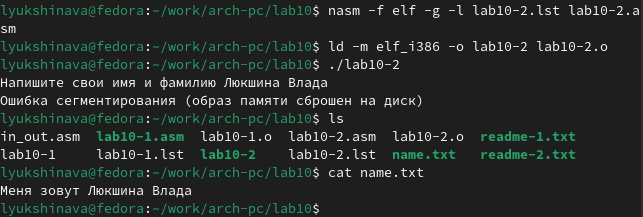 lyukshinava@fedora:~/work/arch-pc/lab10$ nasm -f elf -g -l lab10-2.lst lab10-2.a
sm
lyukshinava@fedora:~/work/arch-pc/lab10$ ld -m elf_i386 -o lab10-2 lab10-2.o
lyukshinava@fedora:~/work/arch-pc/lab10$ ./lab10-2
Напишите свои имя и фамилию Люкшина Влада
Ошибка сегментирования (образ памяти сброшен на диск)
lyukshinava@fedora:~/work/arch-pc/lab10$ ls
in_out.asm lab10-1.asm lab10-1.o lab10-2.asm lab10-2.o readme-1.txt
lab10-1 lab10-1.lst lab10-2 lab10-2.lst name.txt readme-2.txt
lyukshinava@fedora:~/work/arch-pc/lab10$ cat name.txt
Меня зовут Люкшина Влада
lyukshinava@fedora:~/work/arch-pc/lab10$